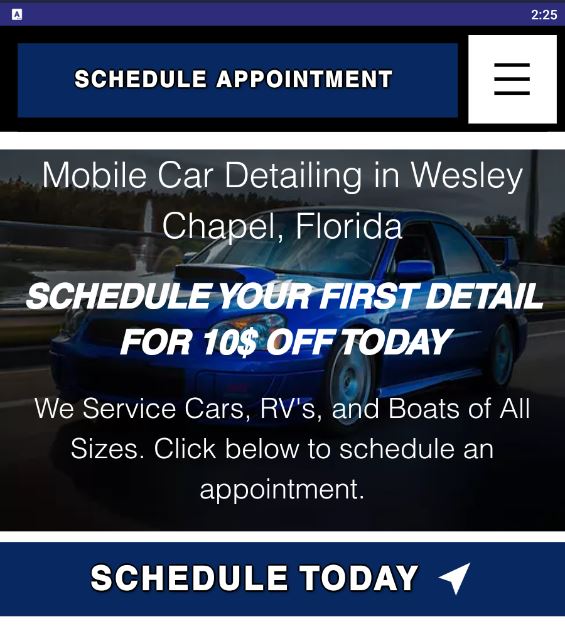 2:25
SCHEDULE APPOINTMENT
Mobile Car Detailing in Wesley
Chapel, Florida
SCHEDULE YOUR FIRST DETAIL
FOR 10$ OFF TODAY
We Service Cars, RV's, and Boats of All
Sizes. Click below to schedule an
appointment.
SCHEDULE TODAY